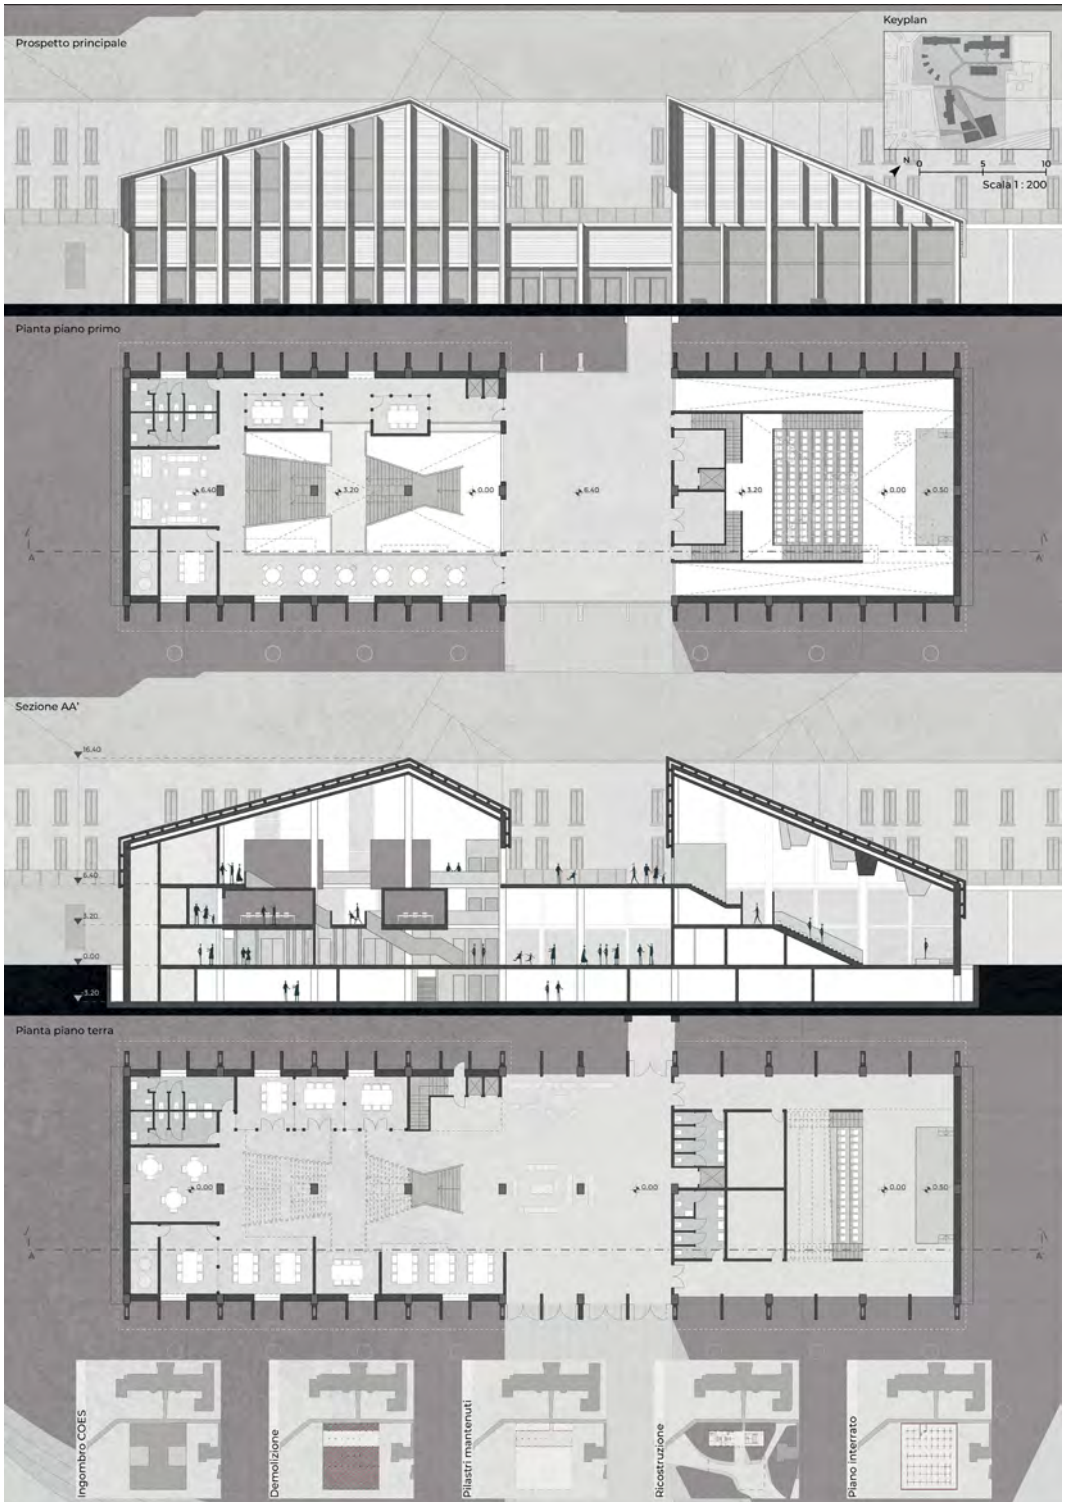 Prospetto principale
Keyplan
N
0 5 10
Scala 1 : 200
Pianta piano primo
6.40
3.20
0.00
6.40
3.20
0.00
0.50
A
A'
Sezione AA'
16.40
6.40
3.20
0.00
-3.20
Pianta piano terra
0.00
0.00
0.00
0.50
A
A'
Ingombro COES
Demolizione
Pilastri mantenuti
Ricostruzione
Piano interrato